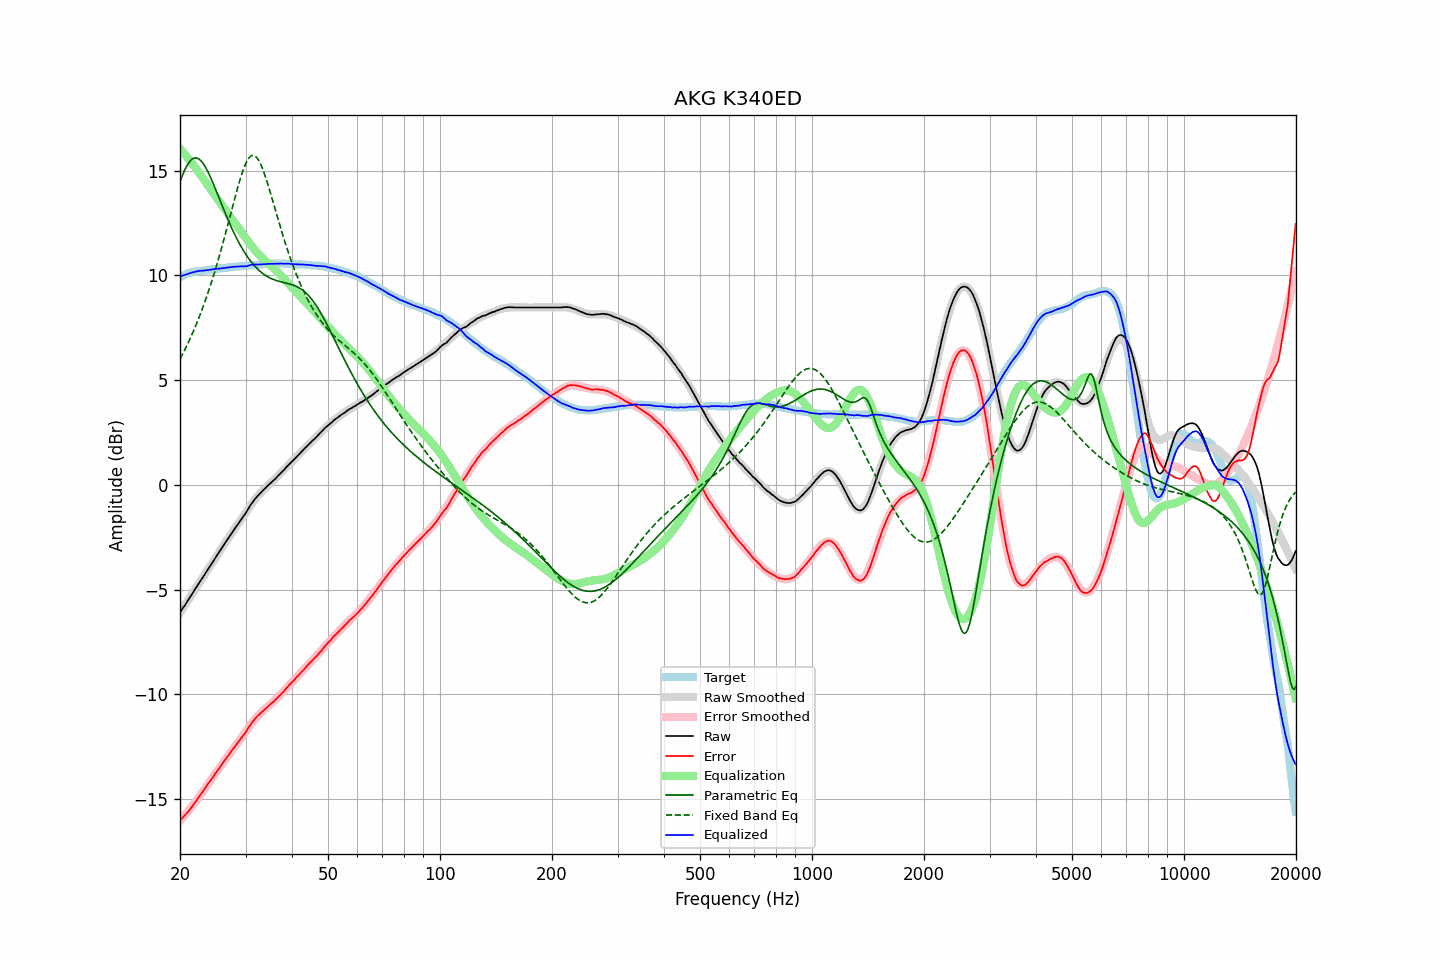 AKG K340ED
Amplitude (dBr)
15
10
5
0
−5
−10
−15
20
50
100
200
500
1000
2000
5000
10000
20000
Frequency (Hz)
Target
Raw Smoothed
Error Smoothed
Raw
Error
Equalization
Parametric Eq
Fixed Band Eq
Equalized